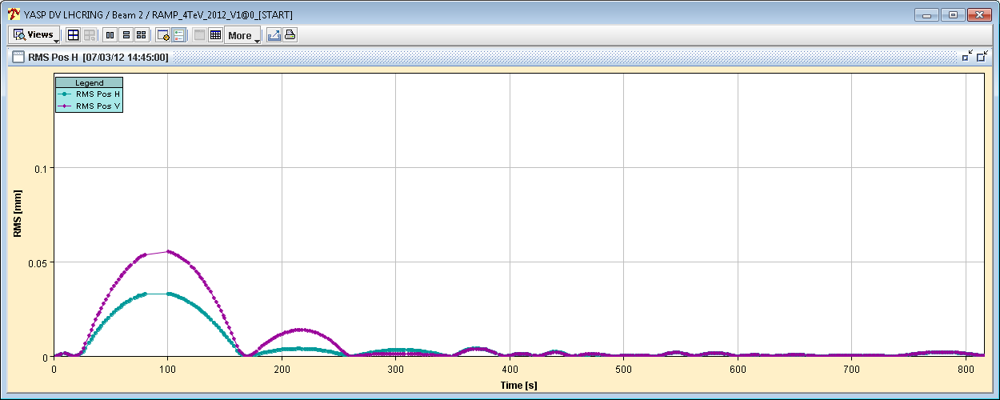 YASP DV LHCRING / Beam 2 / RAMP_4TeV_2012_V1@0_[START]
Views More
RMS Pos H [07/03/12 14:45:00]
Legend
RMS Pos H
RMS Pos V
0.1
0.05
0
RMS [mm]
0 100 200 300 400 500 600 700 800
Time [s]